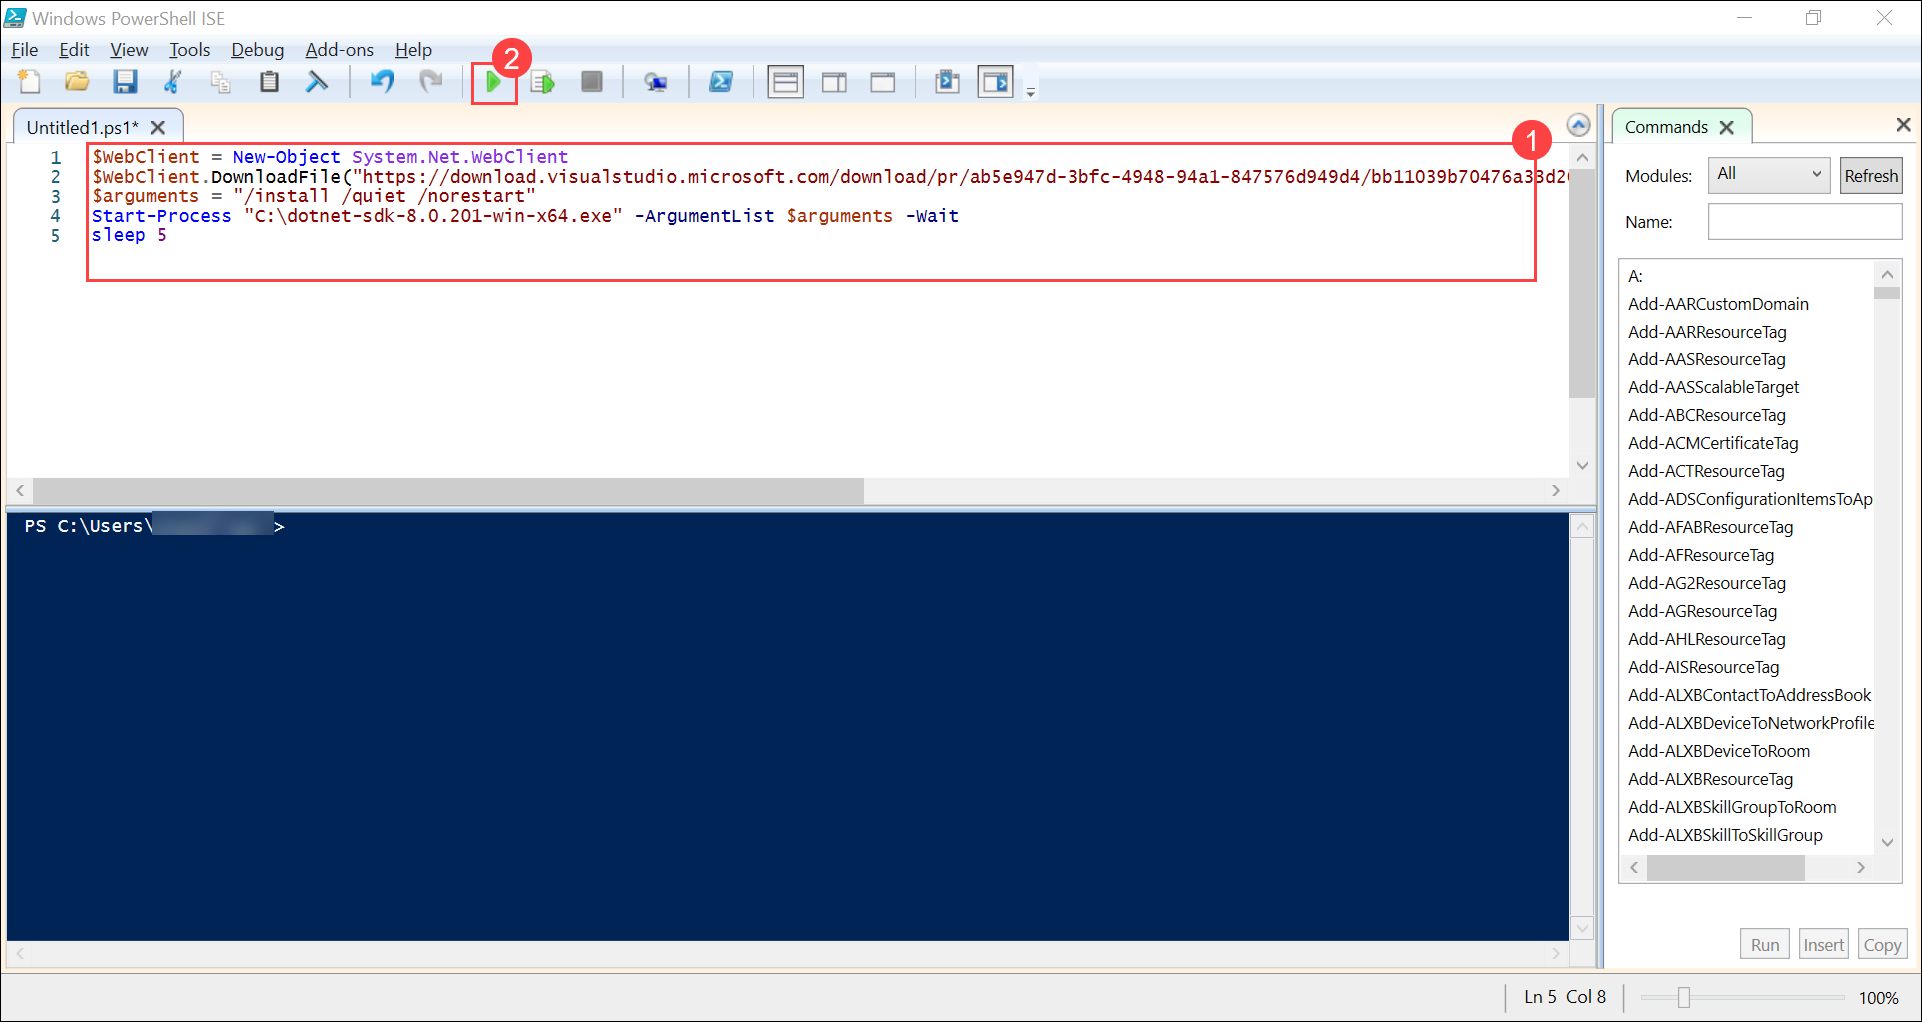 Windows PowerShell ISE
File Edit View Tools Debug Add-ons Help
2
Untitled1.ps1*
1
Commands
1 $WebClient = New-Object System.Net.WebClient
2 $WebClient.DownloadFile("https://download.visualstudio.microsoft.com/download/pr/ab5e947d-3bfc-4948-94a1-847576d949d4/bb11039b70476a33d20
3 $arguments = "/install /quiet /norestart"
4 Start-Process "C:\dotnet-sdk-8.0.201-win-x64.exe" -ArgumentList $arguments -Wait
5 sleep 5
PS C:\Users\ >
Modules: All Refresh
Name:
A:
Add-AARCustomDomain
Add-AARResourceTag
Add-AASResourceTag
Add-AASScalableTarget
Add-ABCResourceTag
Add-ACMCertificateTag
Add-ACTResourceTag
Add-ADSConfigurationItemsToAp
Add-AFABResourceTag
Add-AFResourceTag
Add-AG2ResourceTag
Add-AGResourceTag
Add-AHLResourceTag
Add-AISResourceTag
Add-ALXBContactToAddressBook
Add-ALXBDeviceToNetworkProfile
Add-ALXBDeviceToRoom
Add-ALXBResourceTag
Add-ALXBSkillGroupToRoom
Add-ALXBSkillToSkillGroup
Run Insert Copy
Ln 5 Col 8 100%